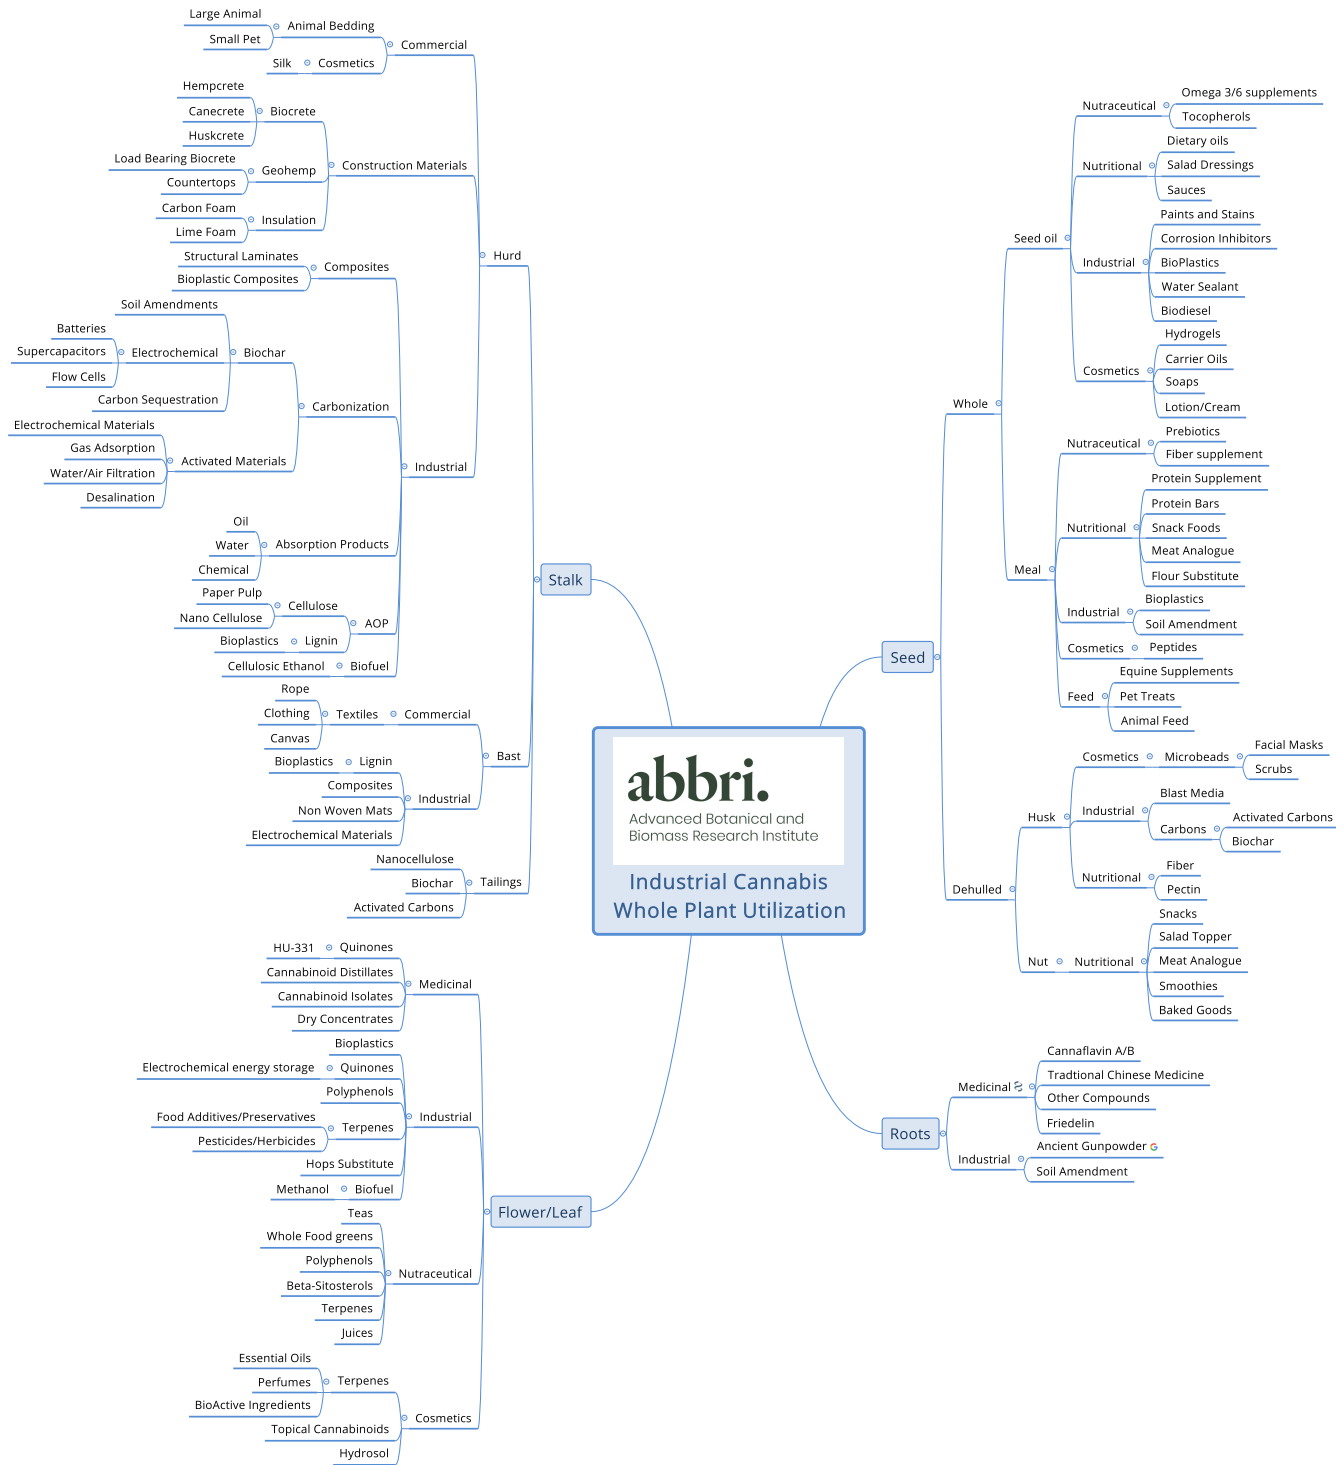 abbri.
Advanced Botanical and
Biomass Research Institute
Industrial Cannabis
Whole Plant Utilization
Stalk
Hurd
Commercial
Animal Bedding
Large Animal
Small Pet
Cosmetics
Silk
Construction Materials
Biocrete
Hempcrete
Canecrete
Huskcrete
Geohemp
Load Bearing Biocrete
Countertops
Insulation
Carbon Foam
Lime Foam
Industrial
Composites
Structural Laminates
Bioplastic Composites
Carbonization
Biochar
Soil Amendments
Electrochemical
Batteries
Supercapacitors
Flow Cells
Carbon Sequestration
Activated Materials
Electrochemical Materials
Gas Adsorption
Water/Air Filtration
Desalination
Absorption Products
Oil
Water
Chemical
AOP
Cellulose
Paper Pulp
Nano Cellulose
Lignin
Bioplastics
Biofuel
Cellulosic Ethanol
Bast
Commercial
Textiles
Rope
Clothing
Canvas
Industrial
Lignin
Bioplastics
Composites
Non Woven Mats
Electrochemical Materials
Tailings
Nanocellulose
Biochar
Activated Carbons
Flower/Leaf
Medicinal
Quinones
HU-331
Cannabinoid Distillates
Cannabinoid Isolates
Dry Concentrates
Industrial
Bioplastics
Quinones
Electrochemical energy storage
Polyphenols
Terpenes
Food Additives/Preservatives
Pesticides/Herbicides
Hops Substitute
Biofuel
Methanol
Nutraceutical
Teas
Whole Food greens
Polyphenols
Beta-Sitosterols
Terpenes
Juices
Cosmetics
Terpenes
Essential Oils
Perfumes
BioActive Ingredients
Topical Cannabinoids
Hydrosol
Seed
Whole
Seed oil
Nutraceutical
Omega 3/6 supplements
Tocopherols
Nutritional
Dietary oils
Salad Dressings
Sauces
Industrial
Paints and Stains
Corrosion Inhibitors
BioPlastics
Water Sealant
Biodiesel
Cosmetics
Hydrogels
Carrier Oils
Soaps
Lotion/Cream
Meal
Nutraceutical
Prebiotics
Fiber supplement
Nutritional
Protein Supplement
Protein Bars
Snack Foods
Meat Analogue
Flour Substitute
Industrial
Bioplastics
Soil Amendment
Cosmetics
Peptides
Feed
Equine Supplements
Pet Treats
Animal Feed
Dehulled
Husk
Cosmetics
Microbeads
Facial Masks
Scrubs
Industrial
Blast Media
Carbons
Activated Carbons
Biochar
Nutritional
Fiber
Pectin
Nut
Nutritional
Snacks
Salad Topper
Meat Analogue
Smoothies
Baked Goods
Roots
Medicinal
Cannaflavin A/B
Tradtional Chinese Medicine
Other Compounds
Friedelin
Industrial
Ancient Gunpowder
Soil Amendment